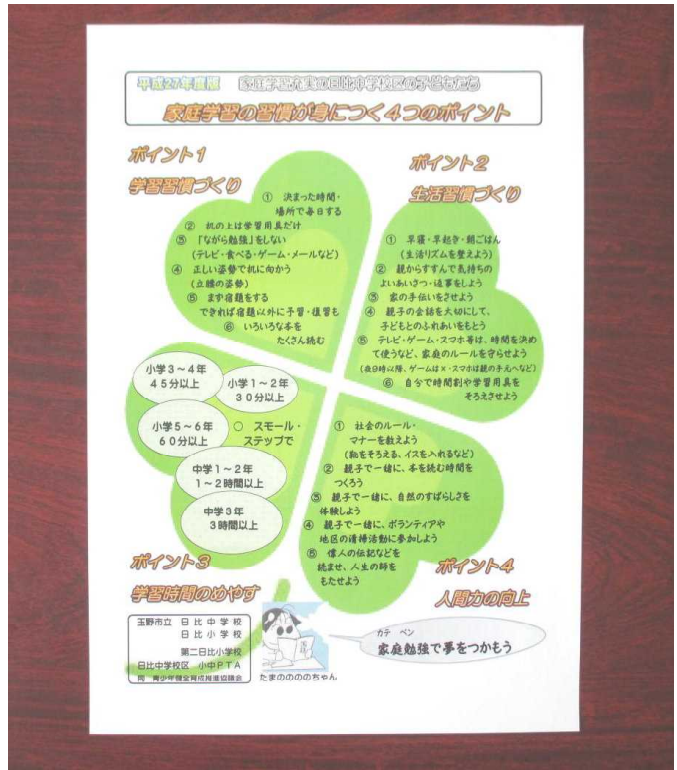 平成27年度版 家庭学習充実の日比中学校区の子どもたち
家庭学習の習慣が身につく4つのポイント
ポイント1
学習習慣づくり
① 決まった時間・
場所で毎日する
② 机の上は学習用具だけ
③ 「ながら勉強」をしない
(テレビ・食べる・ゲーム・メールなど)
④ 正しい姿勢で机に向かう
(立腰の姿勢)
⑤ まず宿題をする
できれば宿題以外に予習・復習も
⑥ いろいろな本を
たくさん読む
ポイント2
生活習慣づくり
① 早寝・早起き・朝ごはん
(生活リズムを整えよう)
② 親からすすんで気持ちの
よいあいさつ・返事をしよう
③ 家の手伝いをさせよう
④ 親子の会話を大切にして、
子どもとのふれあいをもとう
⑤ テレビ・ゲーム・スマホ等は、時間を決め
て使うなど、家庭のルールを守らせよう
(夜9時以降、ゲームは×・スマホは親の手元へなど)
⑥ 自分で時間割や学習用具を
そろえさせよう
小学3～4年
45分以上
小学1～2年
30分以上
小学5～6年
60分以上
○ スモール・
ステップで
中学1～2年
1～2時間以上
中学3年
3時間以上
ポイント3
学習時間のめやす
① 社会のルール・
マナーを教えよう
(靴をそろえる、イスを入れるなど)
② 親子で一緒に、本を読む時間を
つくろう
③ 親子で一緒に、自然のすばらしさを
体験しよう
④ 親子で一緒に、ボランティアや
地区の清掃活動に参加しよう
⑤ 偉人の伝記などを
読ませ、人生の師を
もたせよう
ポイント4
人間力の向上
玉野市立 日比中学校
日比小学校
第二日比小学校
日比中学校区 小中PTA
同 青少年健全育成推進協議会
たまののののちゃん
カテ ベン
家庭勉強で夢をつかもう